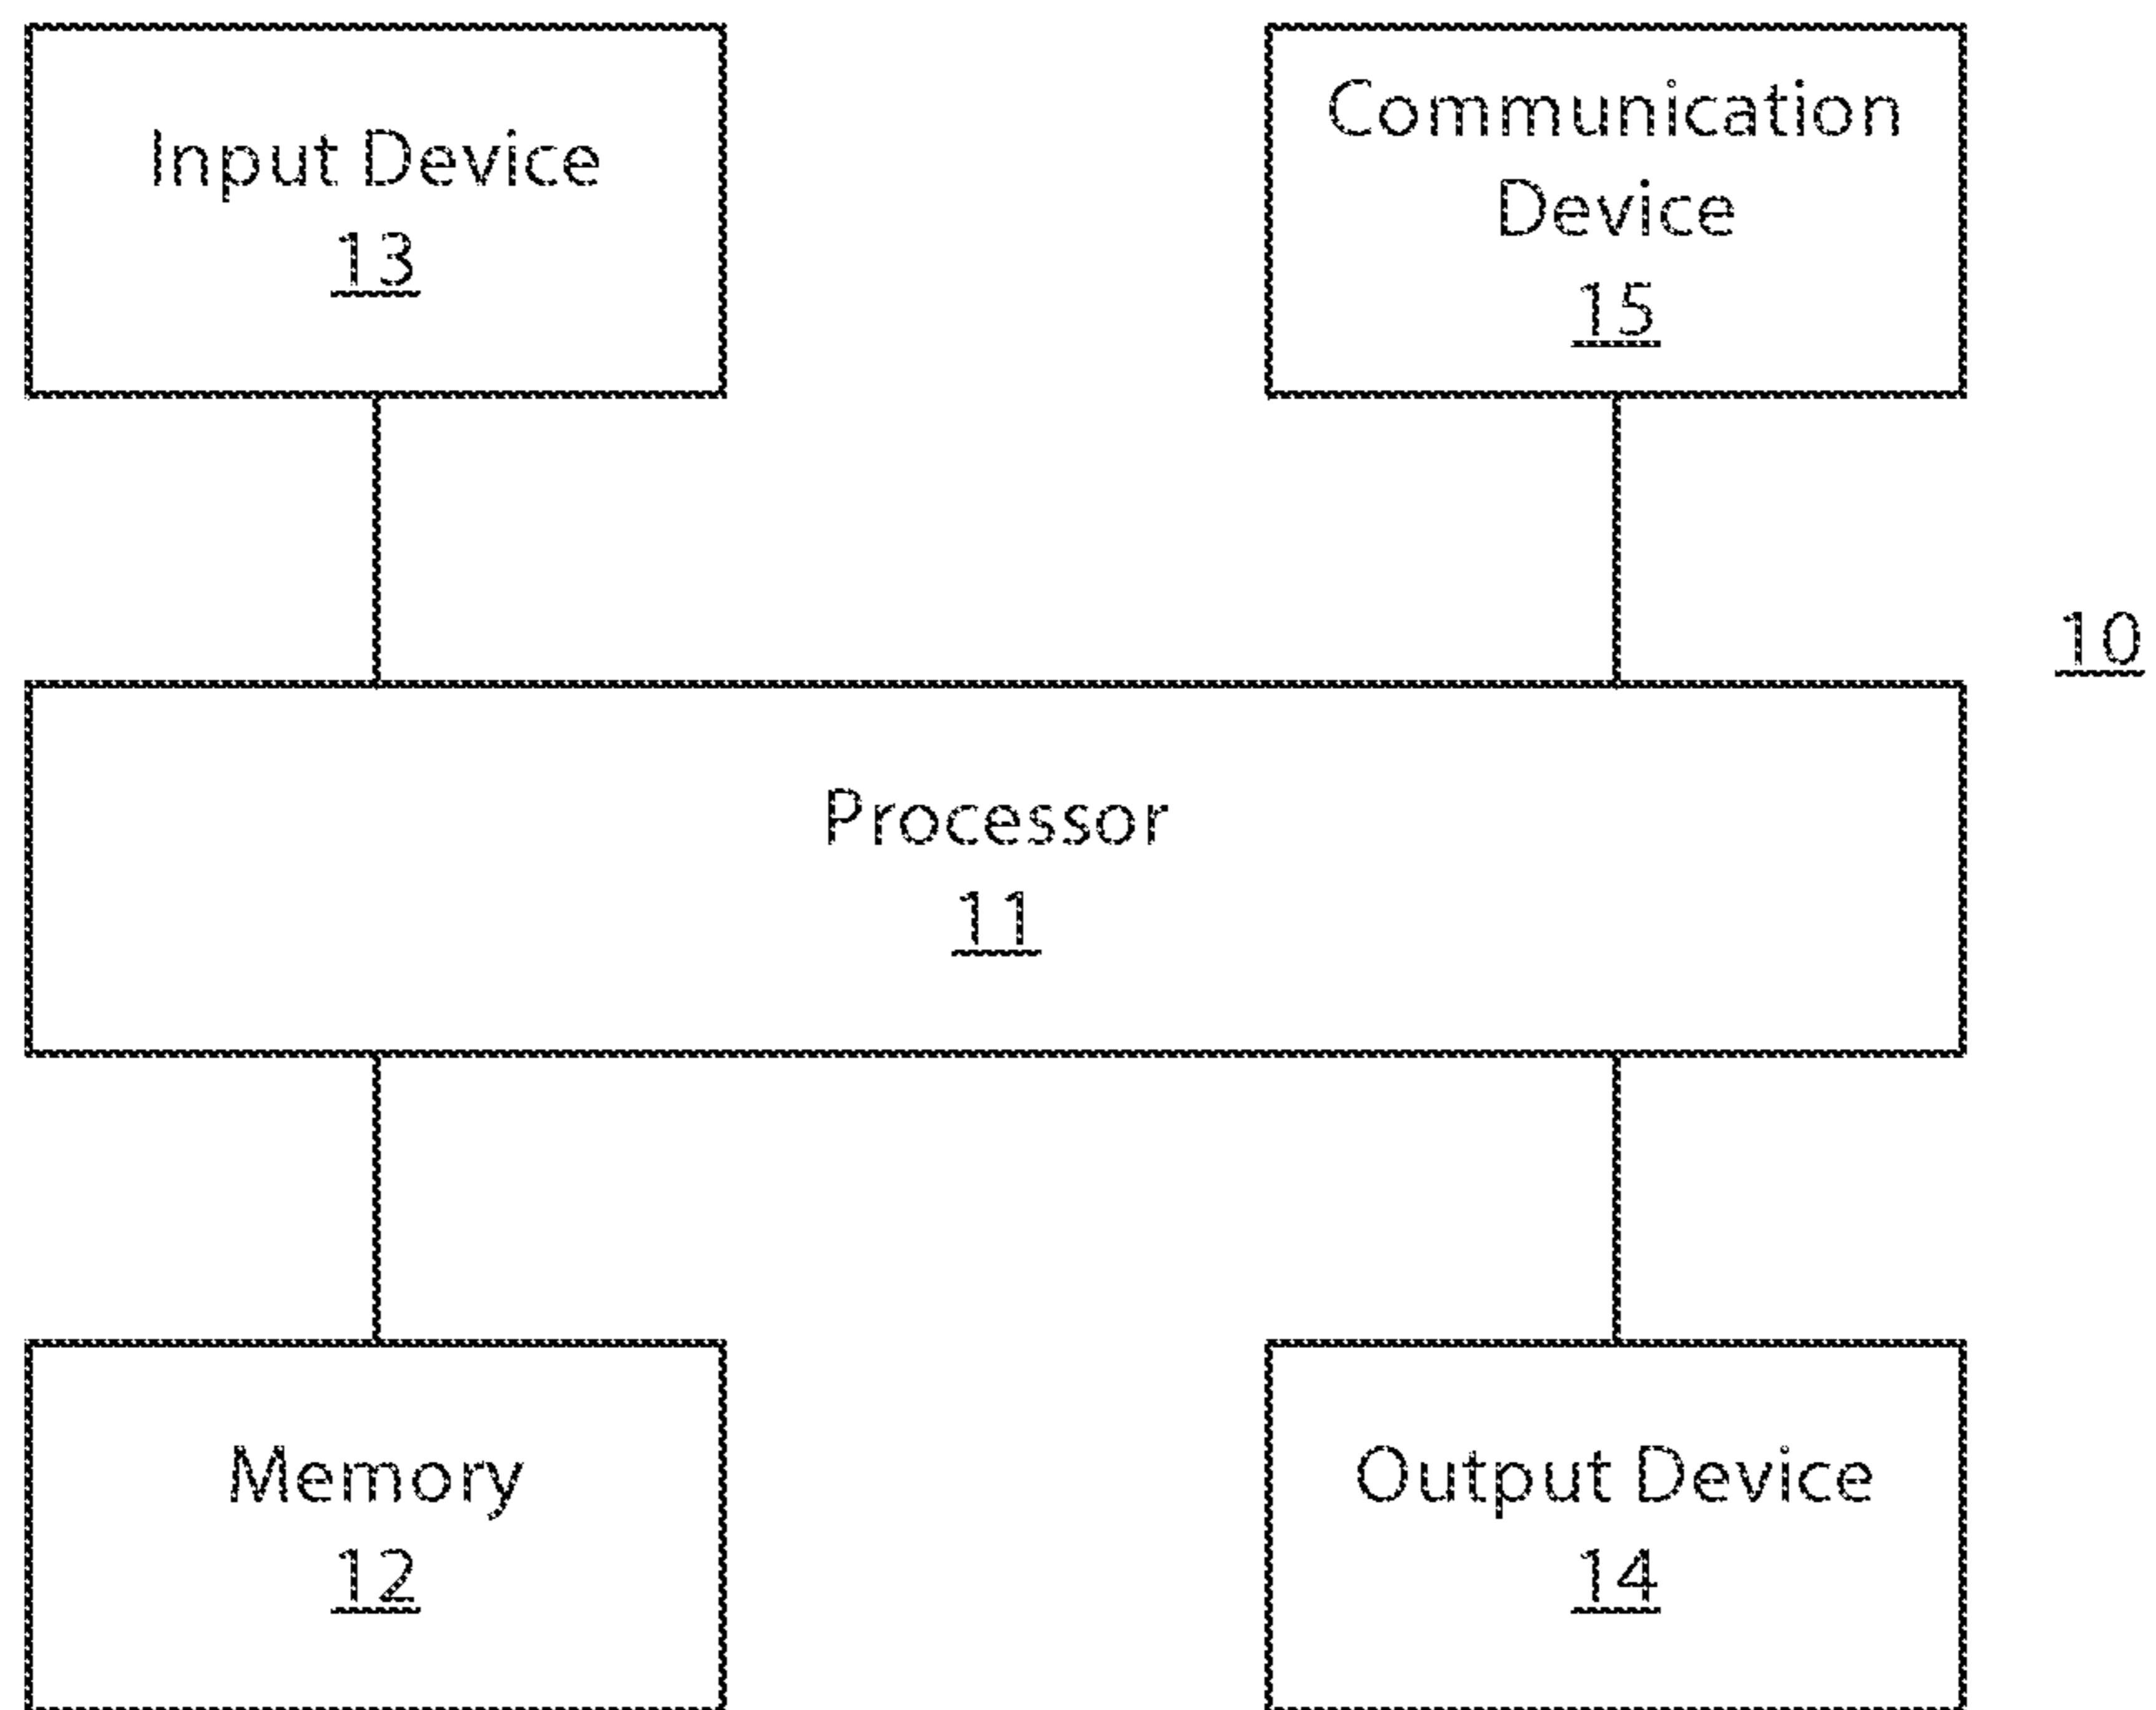 Input Device
13
Communication
Device
15
10
Processor
11
Memory
12
Output Device
14